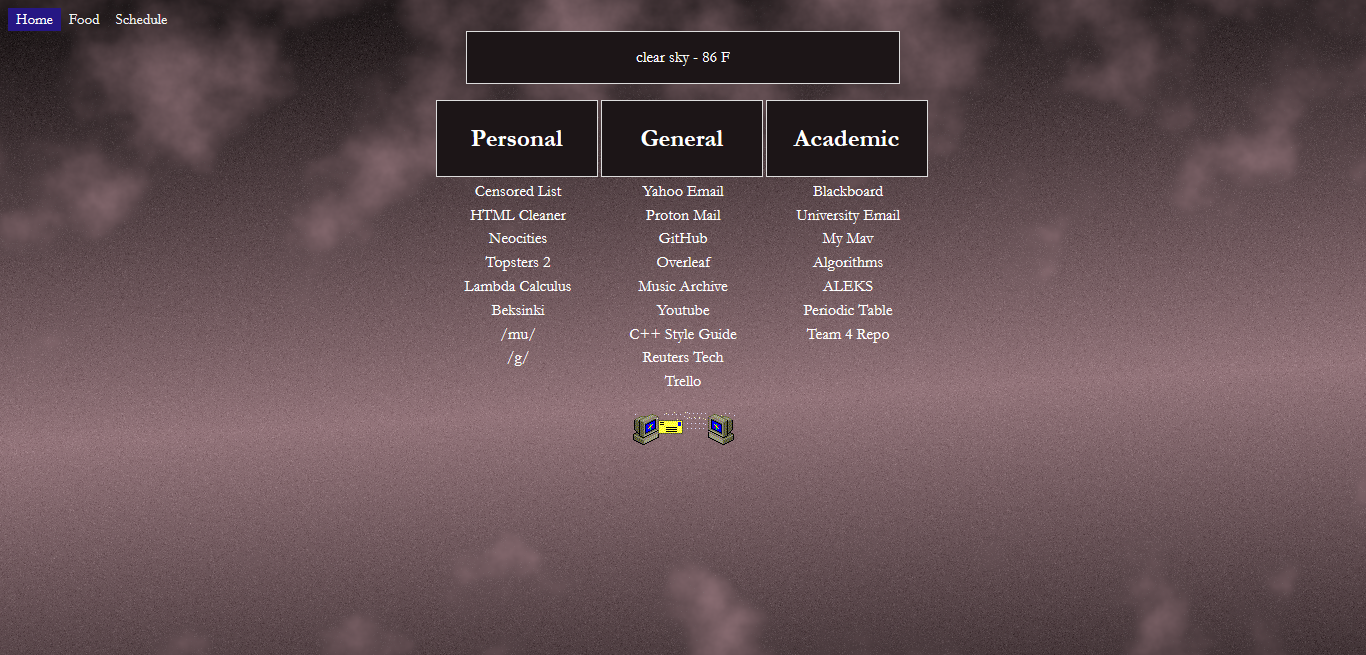 Home Food Schedule
clear sky - 86 F
Personal
Censored List
HTML Cleaner
Neocities
Topsters 2
Lambda Calculus
Beksinki
/mu/
/g/
General
Yahoo Email
Proton Mail
GitHub
Overleaf
Music Archive
Youtube
C++ Style Guide
Reuters Tech
Trello
Academic
Blackboard
University Email
My Mav
Algorithms
ALEKS
Periodic Table
Team 4 Repo